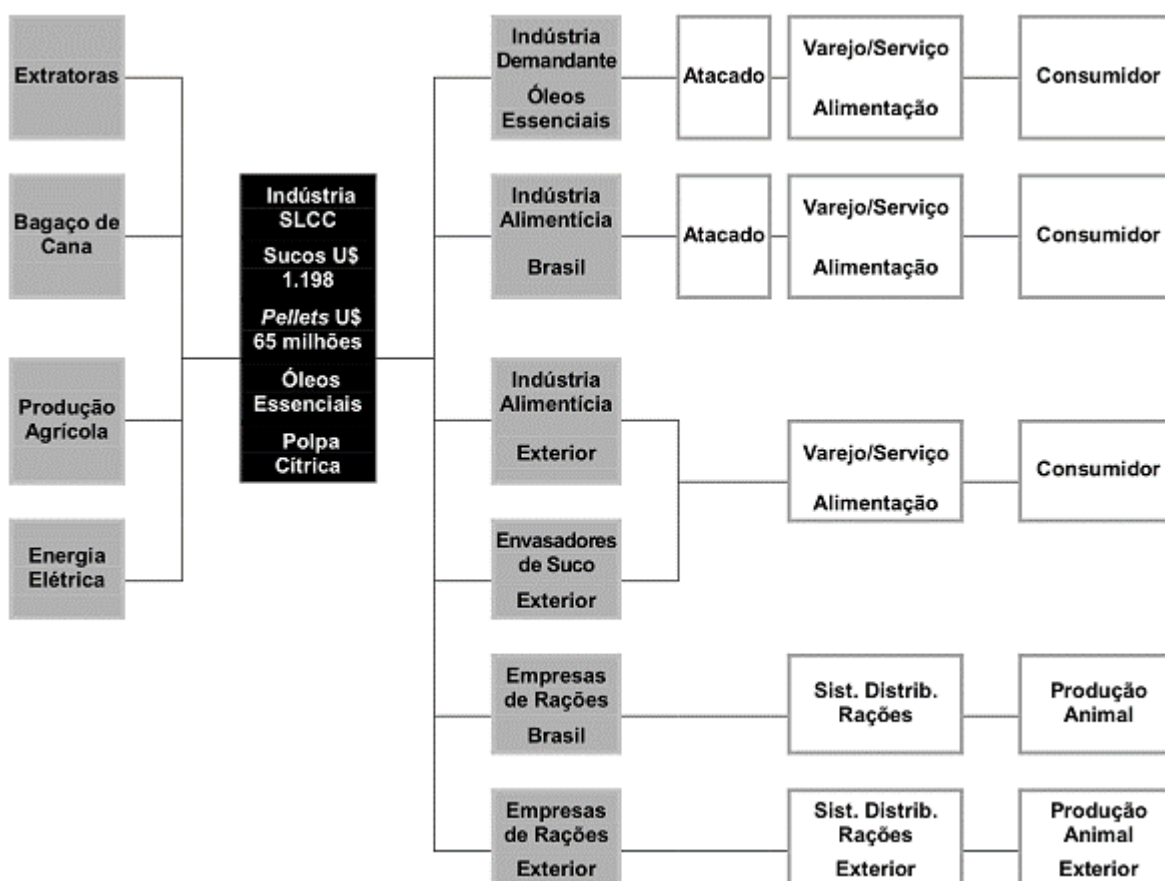 Extratoras
Bagaço de
Cana
Produção
Agrícola
Energia
Elétrica
Indústria
SLCC
Sucos U$
1.198
Pellets U$
65 milhões
Óleos
Essenciais
Polpa
Cítrica
Indústria
Demandante
Óleos
Essenciais
Atacado
Varejo/Serviço
Alimentação
Consumidor
Indústria
Alimentícia
Brasil
Atacado
Varejo/Serviço
Alimentação
Consumidor
Indústria
Alimentícia
Exterior
Envasadores
de Suco
Exterior
Varejo/Serviço
Alimentação
Consumidor
Empresas
de Rações
Brasil
Sist. Distrib.
Rações
Produção
Animal
Empresas
de Rações
Exterior
Sist. Distrib.
Rações
Exterior
Produção
Animal
Exterior